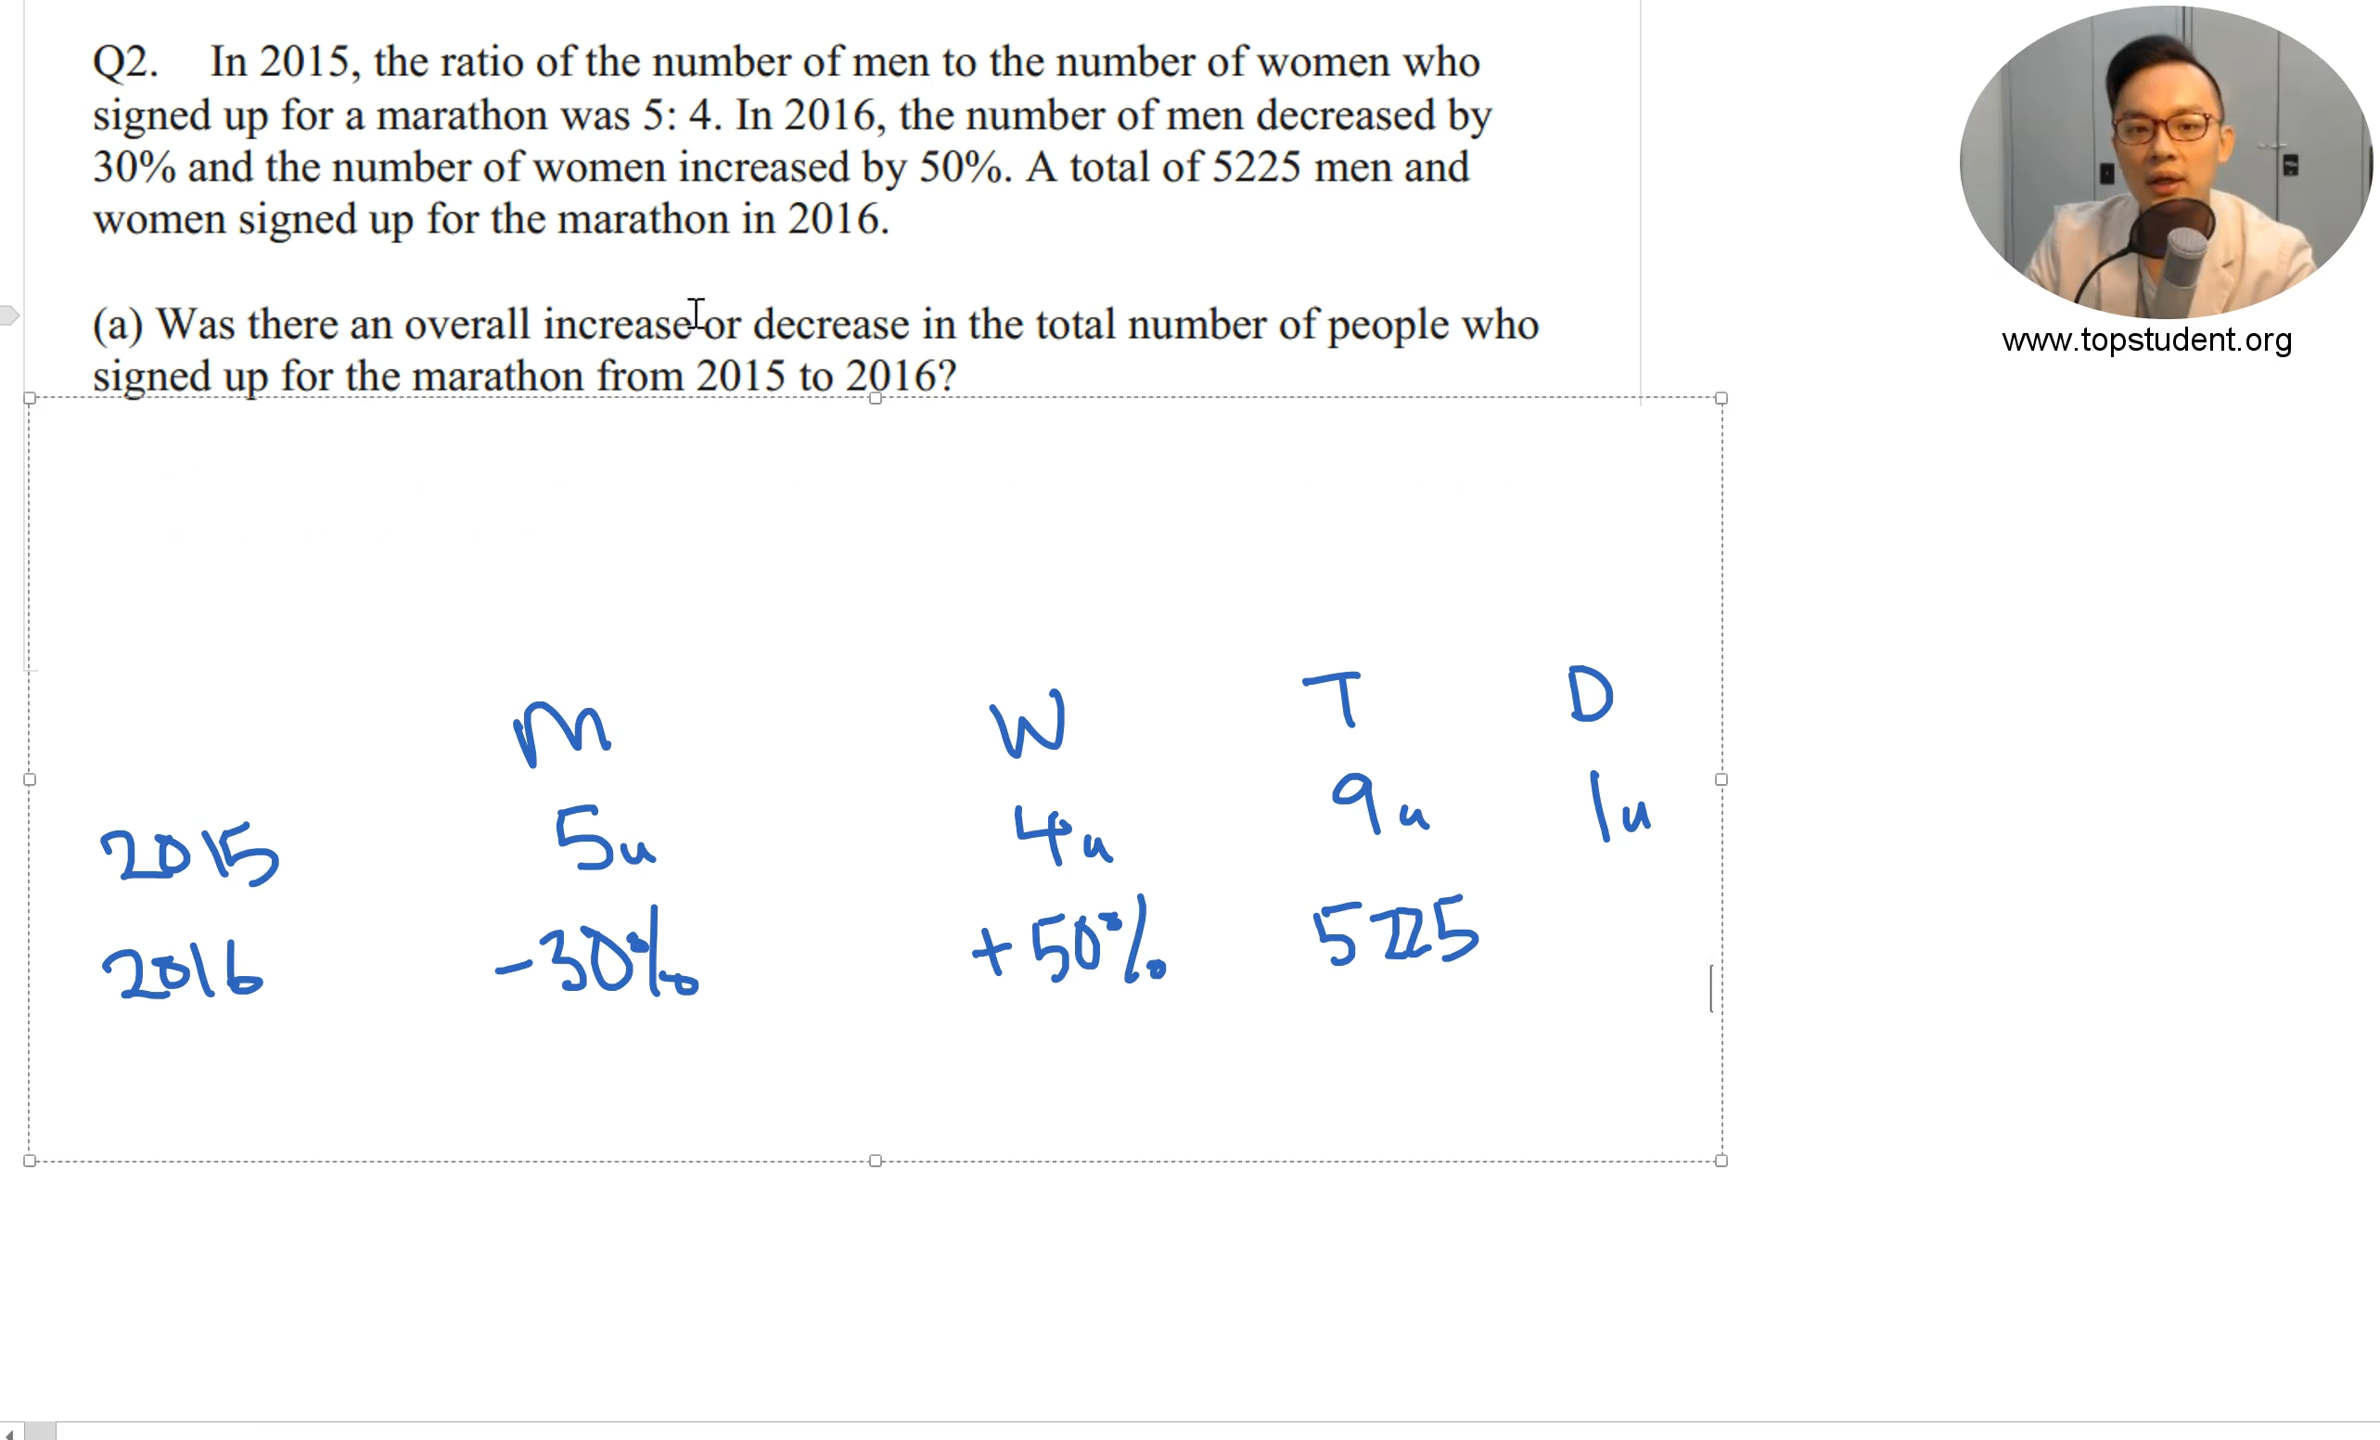 Q2. In 2015, the ratio of the number of men to the number of women who
signed up for a marathon was 5: 4. In 2016, the number of men decreased by
30% and the number of women increased by 50%. A total of 5225 men and
women signed up for the marathon in 2016.
(a) Was there an overall increase or decrease in the total number of people who
signed up for the marathon from 2015 to 2016?
www.topstudent.org
M W T D
2015 5u 4u 9u 1u
2016 -30% +50% 5225